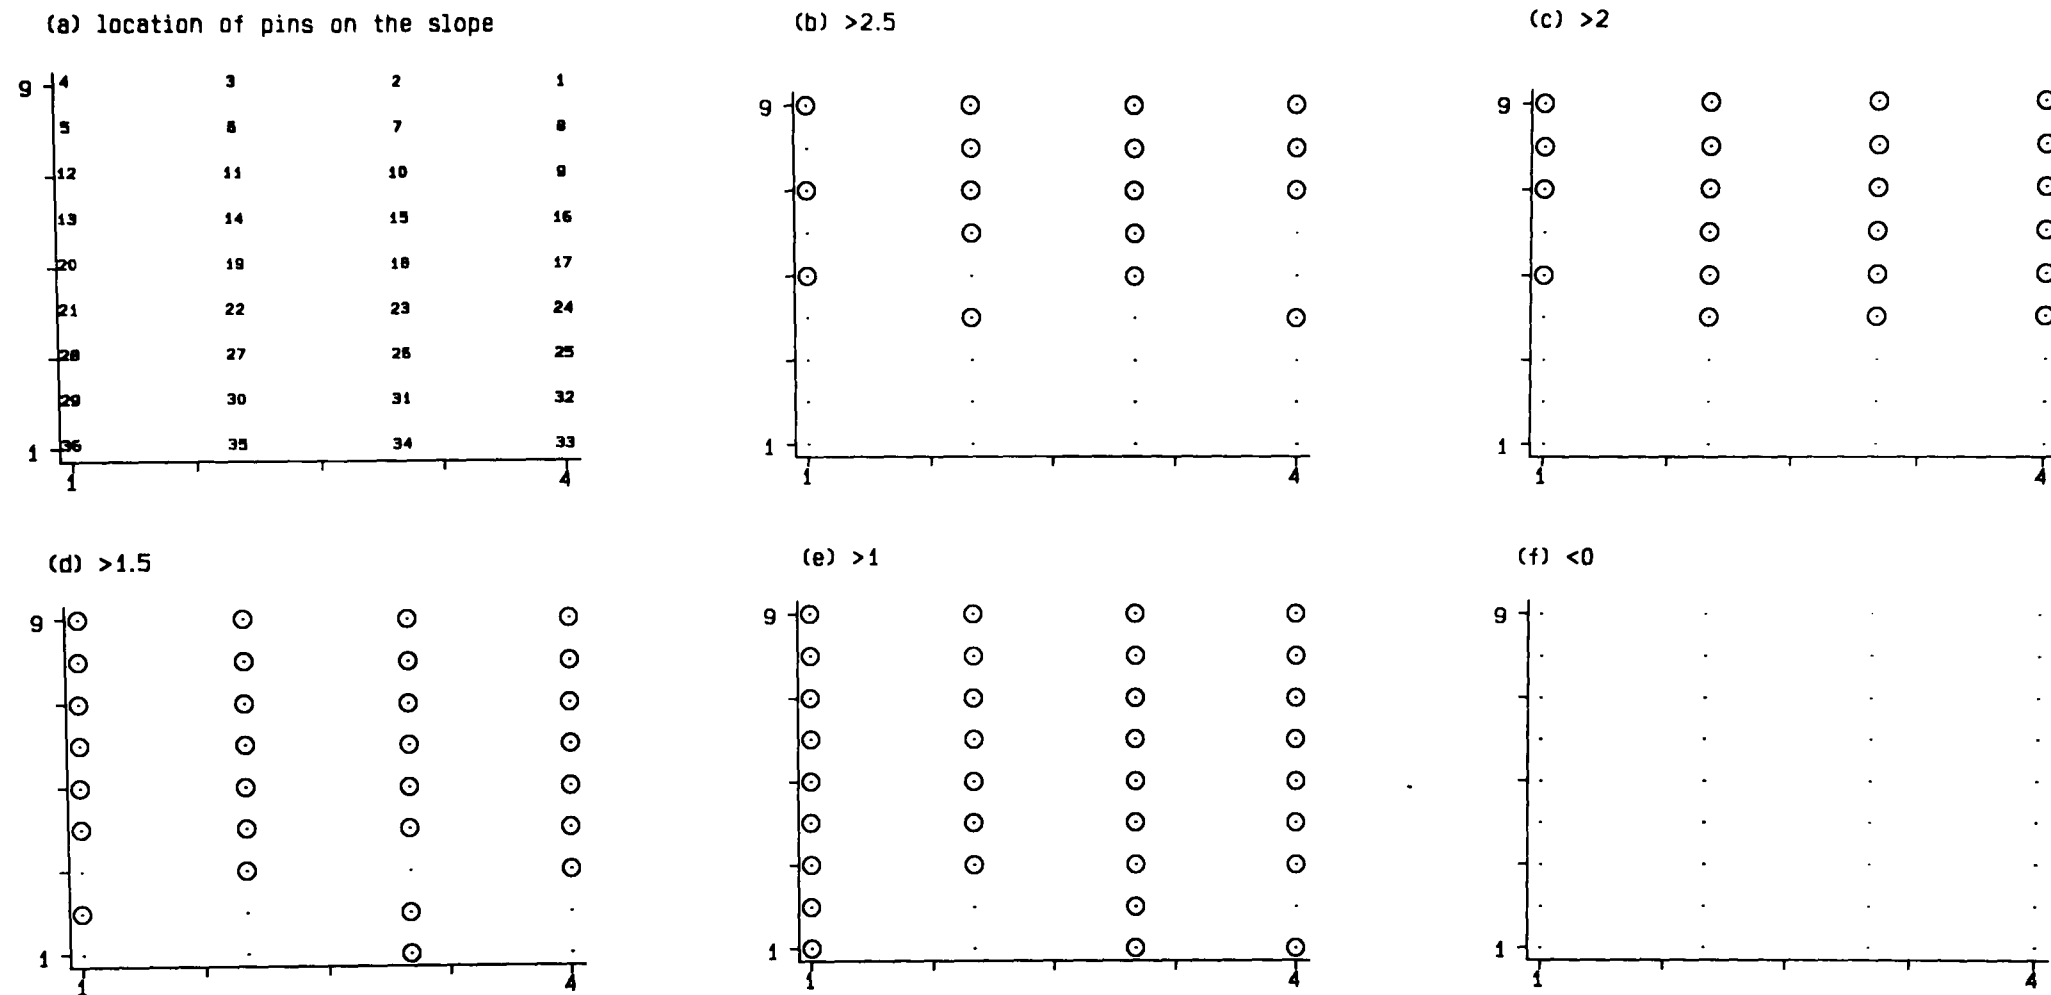 (a) location of pins on the slope
(b) >2.5
(c) >2
9 4 3 2 1
5 6 7 8
12 11 10 9
13 14 15 16
20 19 18 17
21 22 23 24
28 27 26 25
29 30 31 32
1 36 35 34 33
1 4
9
1
1 4
9
1
1 4
(d) >1.5
(e) >1
(f) <0
9
1
1 4
9
1
1 4
9
1
1 4